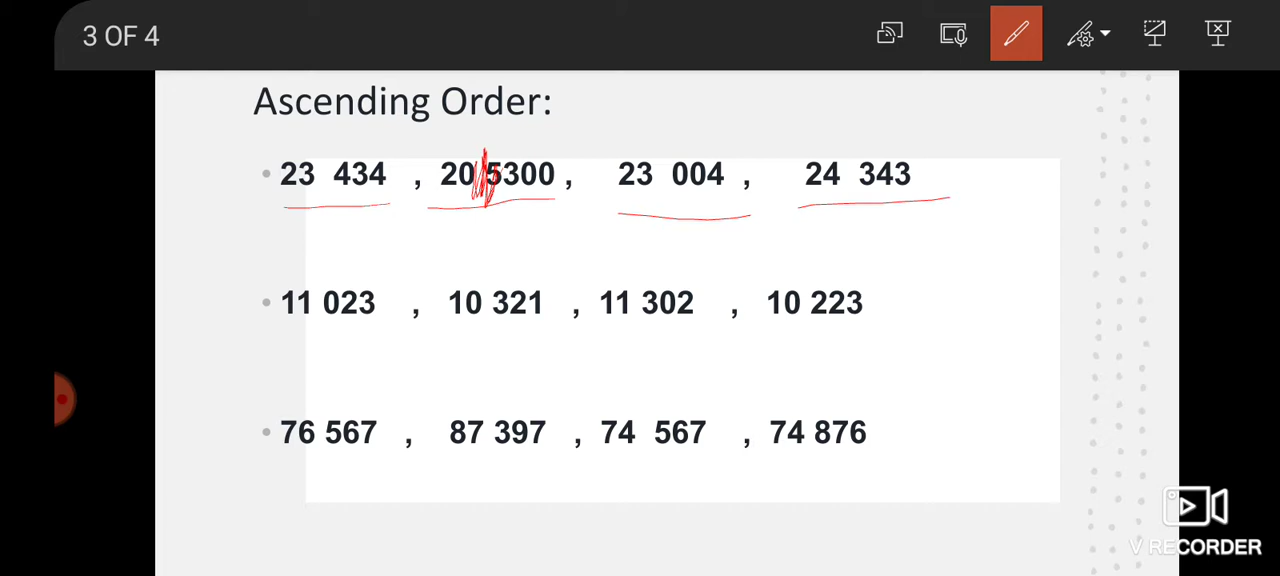 3 OF 4
Ascending Order:
• 23 434 , 20 5300 , 23 004 , 24 343
• 11 023 , 10 321 , 11 302 , 10 223
• 76 567 , 87 397 , 74 567 , 74 876
V RECORDER